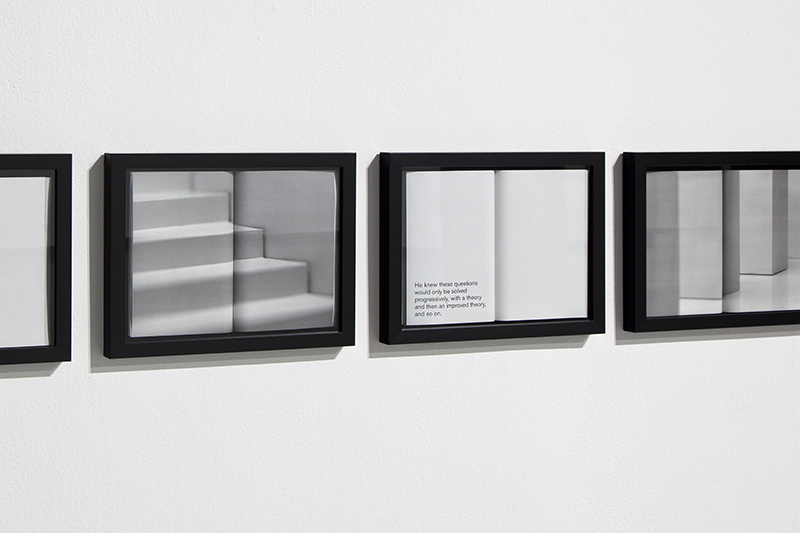 He knew these questions
would only be solved
progressively, with a theory
and then an improved theory,
and so on.